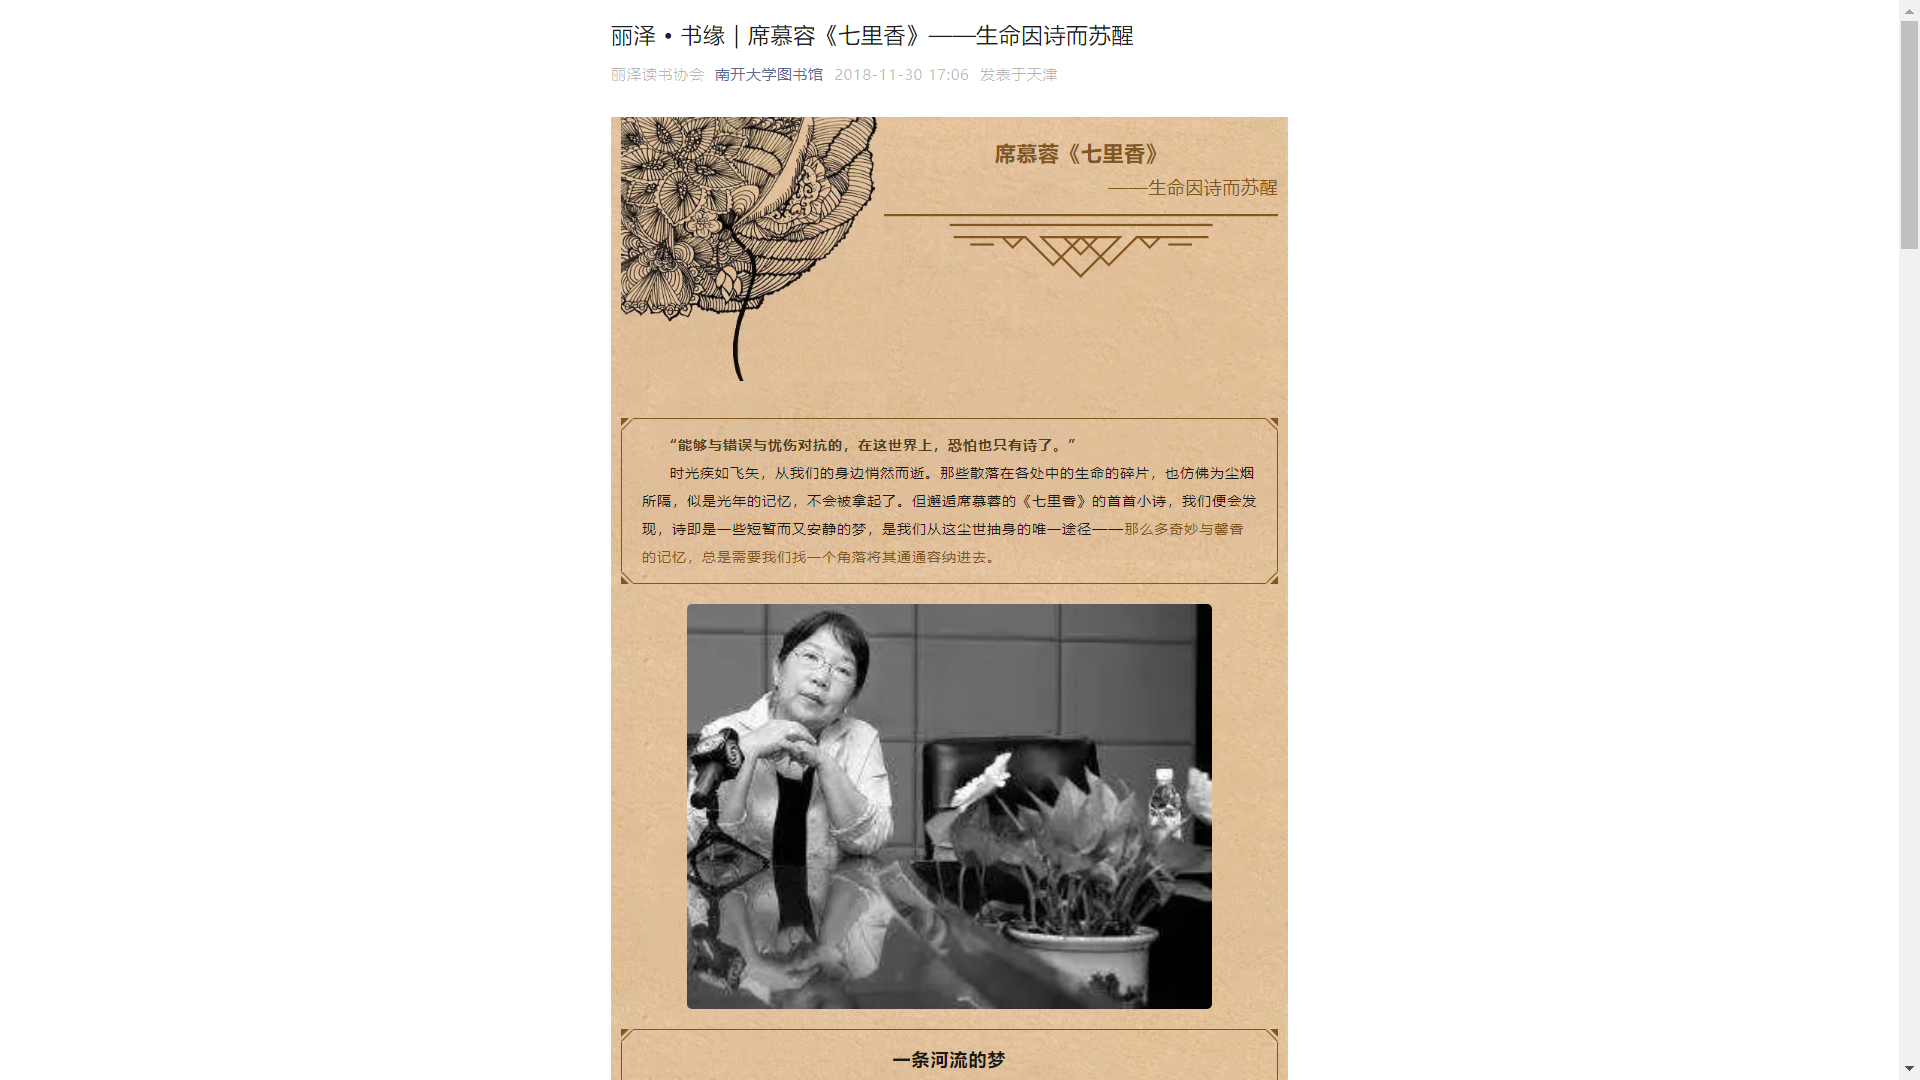 丽泽 • 书缘 | 席慕容《七里香》——生命因诗而苏醒
丽泽读书协会 南开大学图书馆 2018-11-30 17:06 发表于天津
席慕蓉《七里香》
——生命因诗而苏醒
“能够与错误与忧伤对抗的，在这世界上，恐怕也只有诗了。”
时光疾如飞矢，从我们的身边悄然而逝。那些散落在各处中的生命的碎片，也仿佛为尘烟
所隔，似是光年的记忆，不会被拿起了。但邂逅席慕蓉的《七里香》的首首小诗，我们便会发
现，诗即是一些短暂而又安静的梦，是我们从这尘世抽身的唯一途径——那么多奇妙与馨香
的记忆，总是需要我们找一个角落将其通通容纳进去。
一条河流的梦